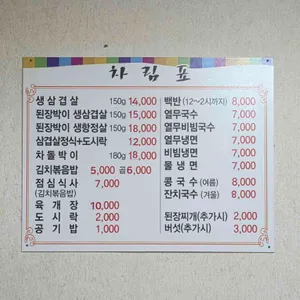 차 림 표
생 삼 겹 살 150g 14,000
된장박이 생삼겹살 150g 15,000
된장박이 생항정살 150g 18,000
삼겹살정식+도시락 12,000
차 돌 박 이 180g 18,000
김치볶음밥 5,000 곱 6,000
점 심 식 사 7,000
(김치볶음밥)
육 개 장 10,000
도 시 락 2,000
공 기 밥 1,000
백반 (12~2시까지) 8,000
열무국수 7,000
열무비빔국수 7,000
열무냉면 7,000
비빔냉면 7,000
물 냉 면 7,000
콩 국 수 (여름) 8,000
잔치국수 (겨울) 8,000
된장찌개(추가시) 2,000
버섯(추가시) 3,000